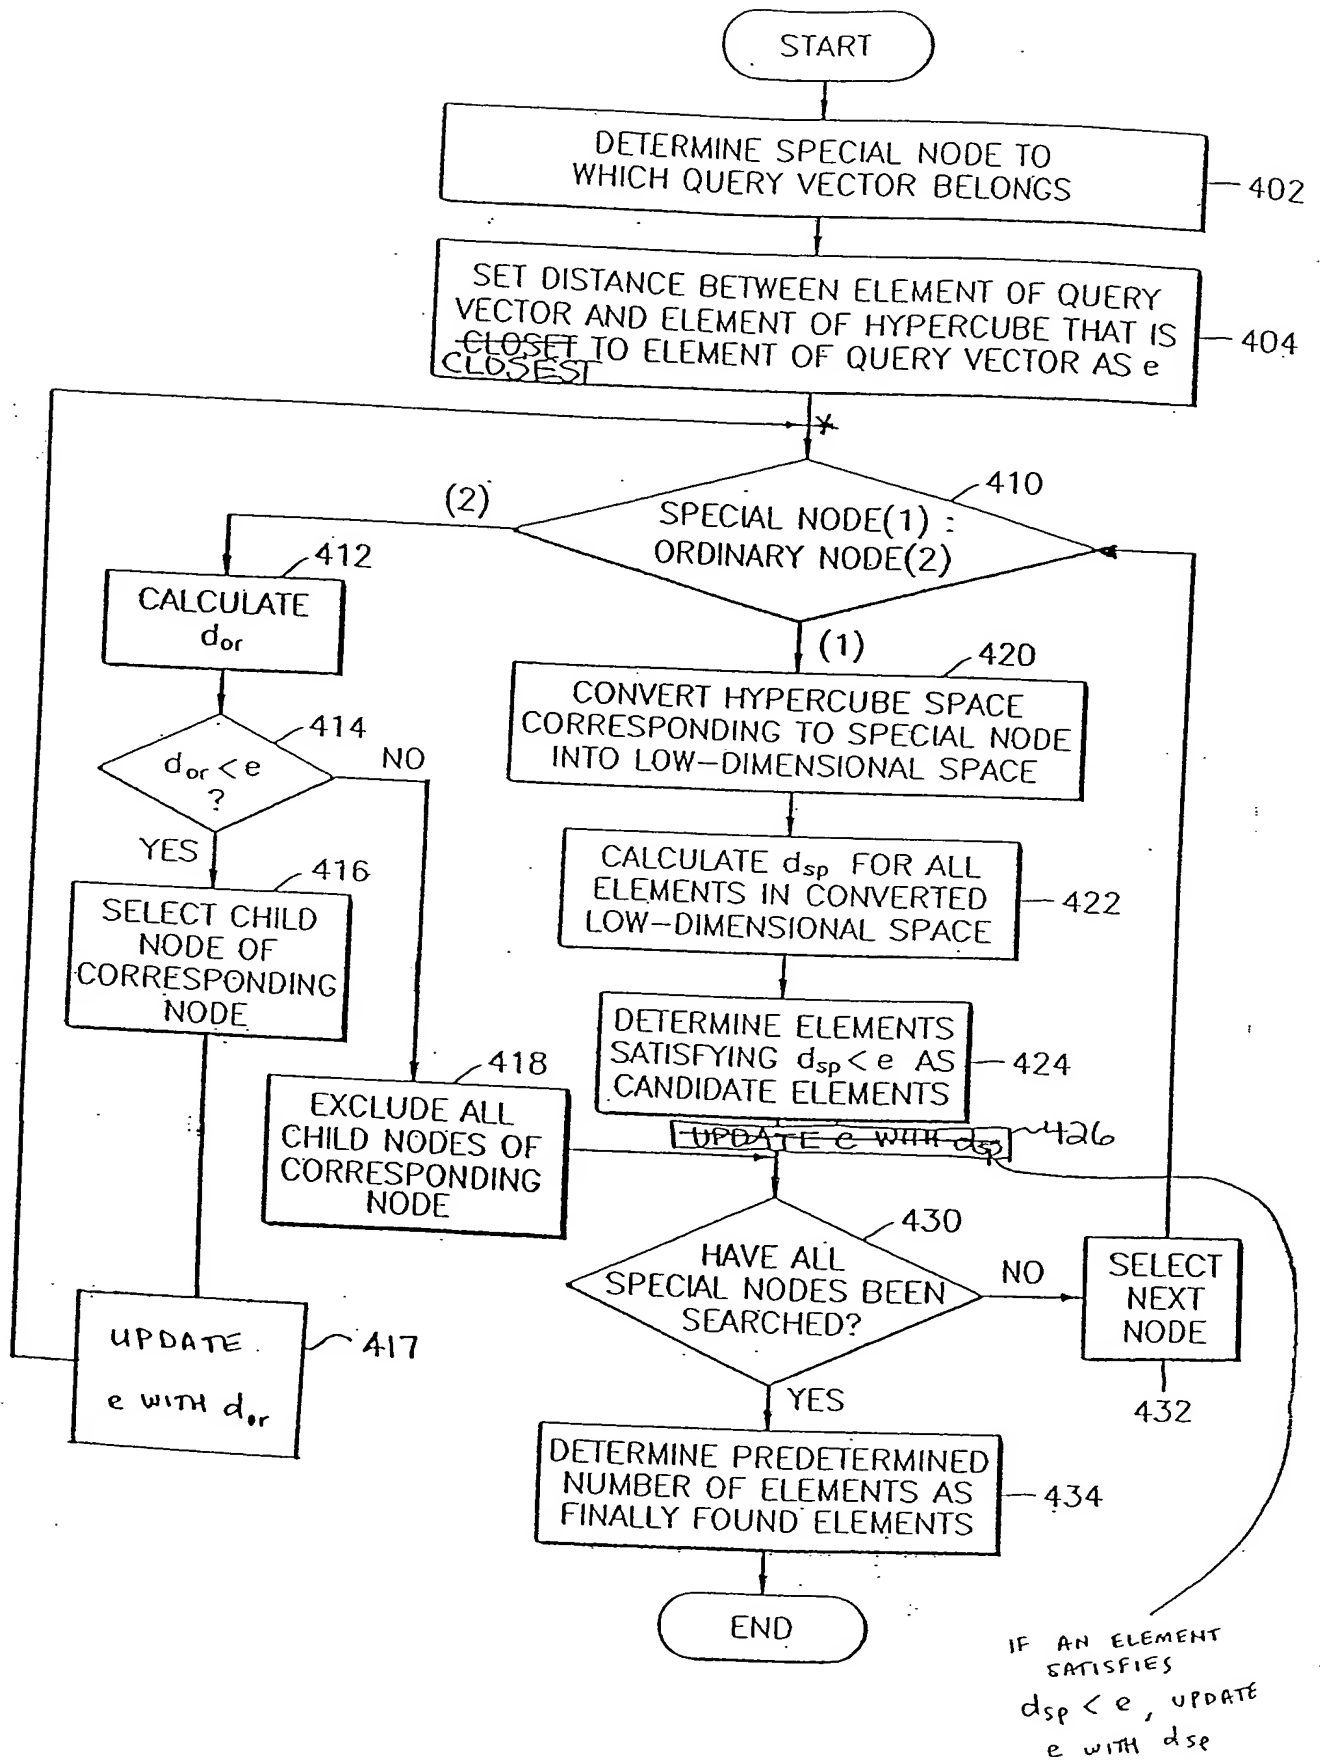 START
DETERMINE SPECIAL NODE TO
WHICH QUERY VECTOR BELONGS
402
SET DISTANCE BETWEEN ELEMENT OF QUERY
VECTOR AND ELEMENT OF HYPERCUBE THAT IS
CLOSET TO ELEMENT OF QUERY VECTOR AS e
CLOSEST
404
410
SPECIAL NODE(1) :
ORDINARY NODE(2)
(2)
(1)
412
CALCULATE
dor
414
dor < e
?
NO
YES
416
SELECT CHILD
NODE OF
CORRESPONDING
NODE
UPDATE
e WITH dor
417
418
EXCLUDE ALL
CHILD NODES OF
CORRESPONDING
NODE
420
CONVERT HYPERCUBE SPACE
CORRESPONDING TO SPECIAL NODE
INTO LOW-DIMENSIONAL SPACE
CALCULATE dsp FOR ALL
ELEMENTS IN CONVERTED
LOW-DIMENSIONAL SPACE
422
DETERMINE ELEMENTS
SATISFYING dsp < e AS
CANDIDATE ELEMENTS
424
UPDATE e WITH dsp
426
430
HAVE ALL
SPECIAL NODES BEEN
SEARCHED?
NO
SELECT
NEXT
NODE
432
YES
DETERMINE PREDETERMINED
NUMBER OF ELEMENTS AS
FINALLY FOUND ELEMENTS
434
END
IF AN ELEMENT
SATISFIES
dsp < e, UPDATE
e WITH dsp